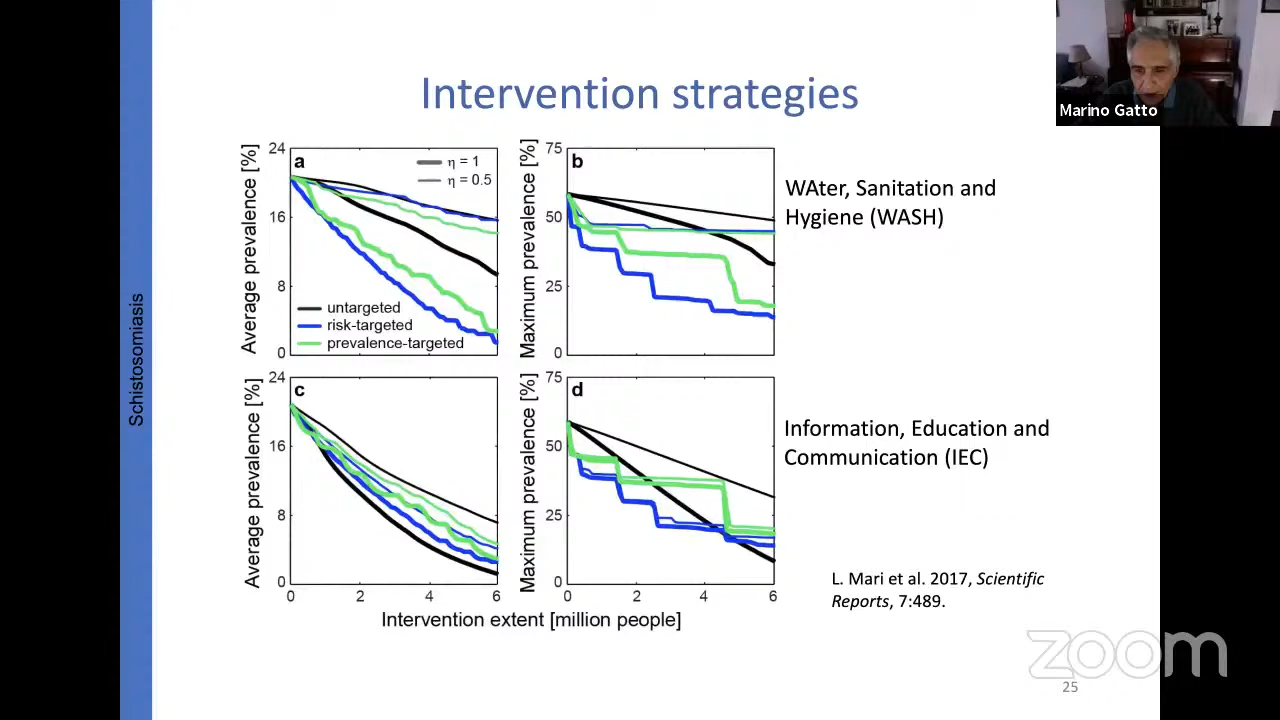 Marino Gatto
Intervention strategies
Schistosomiasis
Average prevalence [%]
24
16
8
0
a
η = 1
η = 0.5
untargeted
risk-targeted
prevalence-targeted
Maximum prevalence [%]
75
50
25
0
b
WAter, Sanitation and
Hygiene (WASH)
Average prevalence [%]
24
16
8
0
c
0 2 4 6
Maximum prevalence [%]
75
50
25
0
d
0 2 4 6
Intervention extent [million people]
Information, Education and
Communication (IEC)
L. Mari et al. 2017, Scientific
Reports, 7:489.
zoom
25